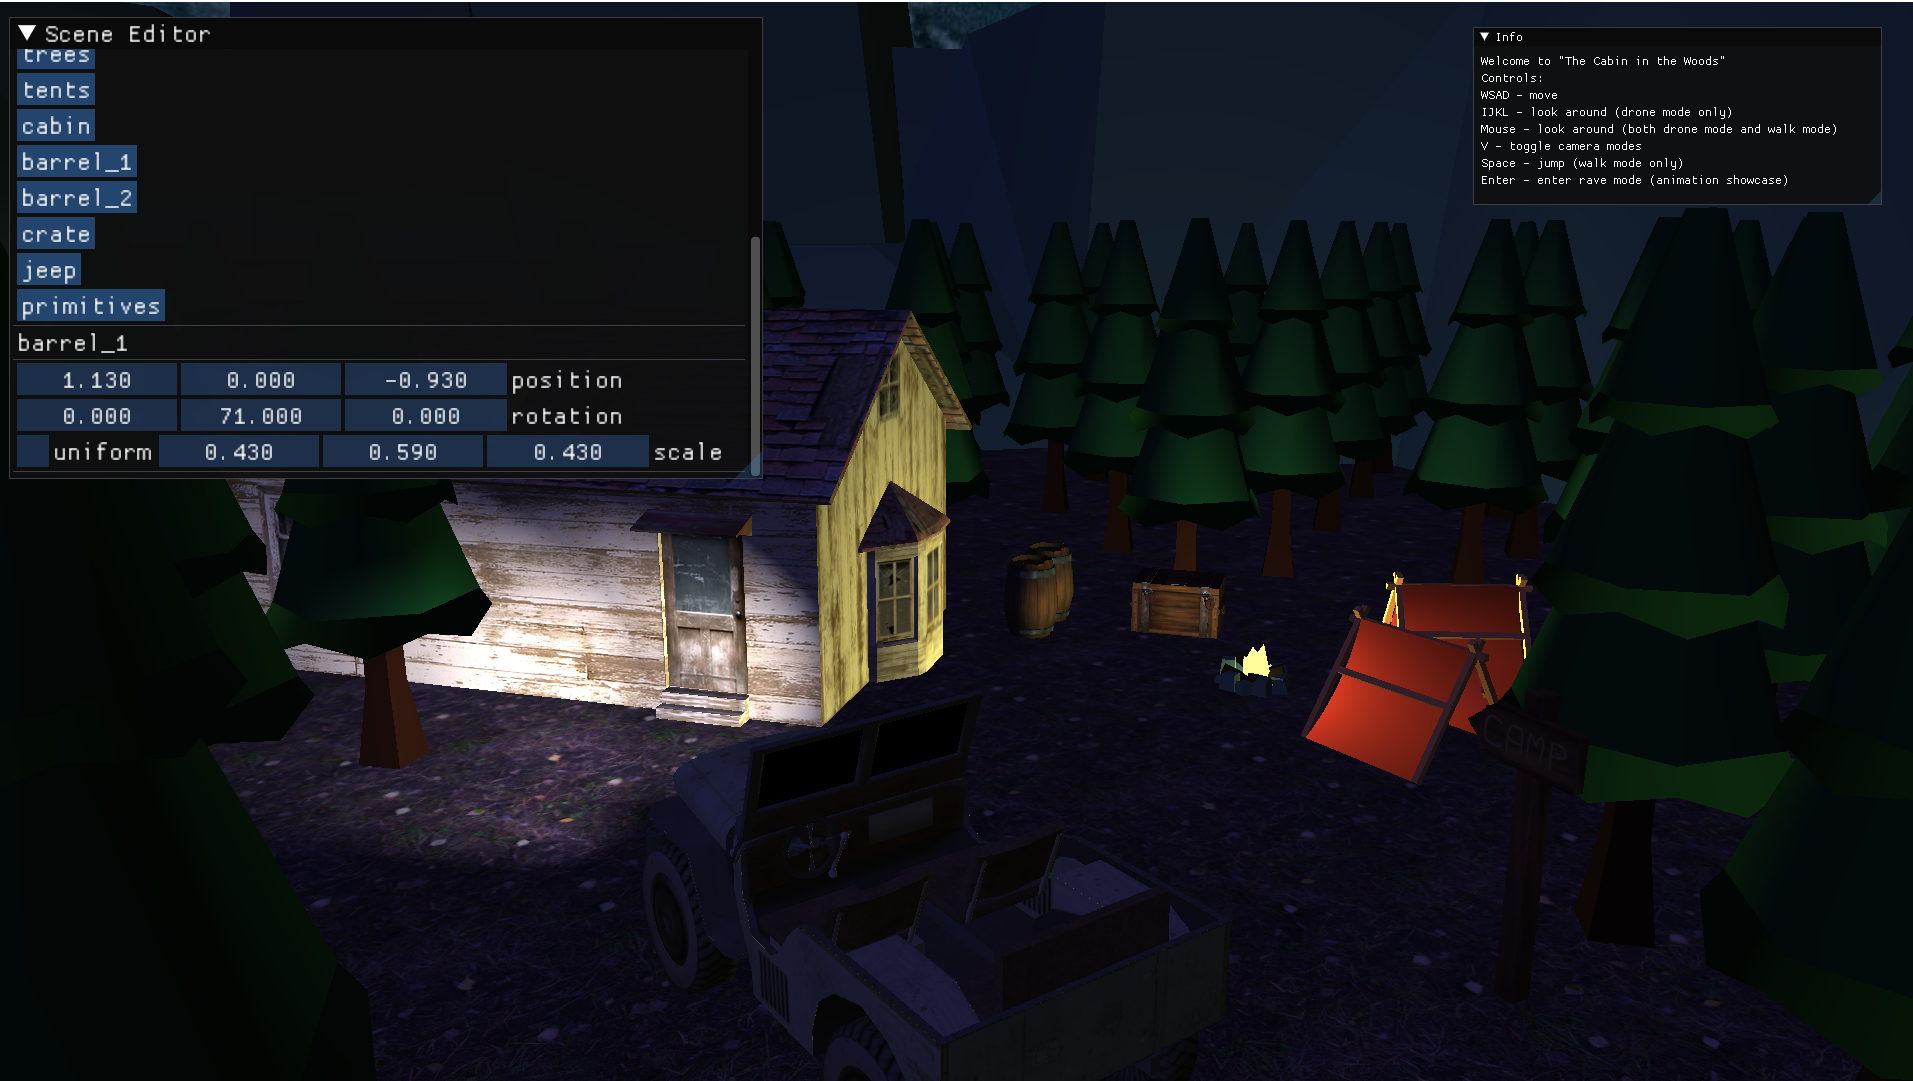 Scene Editor
trees
tents
cabin
barrel_1
barrel_2
crate
jeep
primitives
barrel_1
1.130 0.000 -0.930 position
0.000 71.000 0.000 rotation
uniform 0.430 0.590 0.430 scale
Info
Welcome to "The Cabin in the Woods"
Controls:
WSAD - move
IJKL - look around (drone mode only)
Mouse - look around (both drone mode and walk mode)
V - toggle camera modes
Space - jump (walk mode only)
Enter - enter rave mode (animation showcase)
CAMP